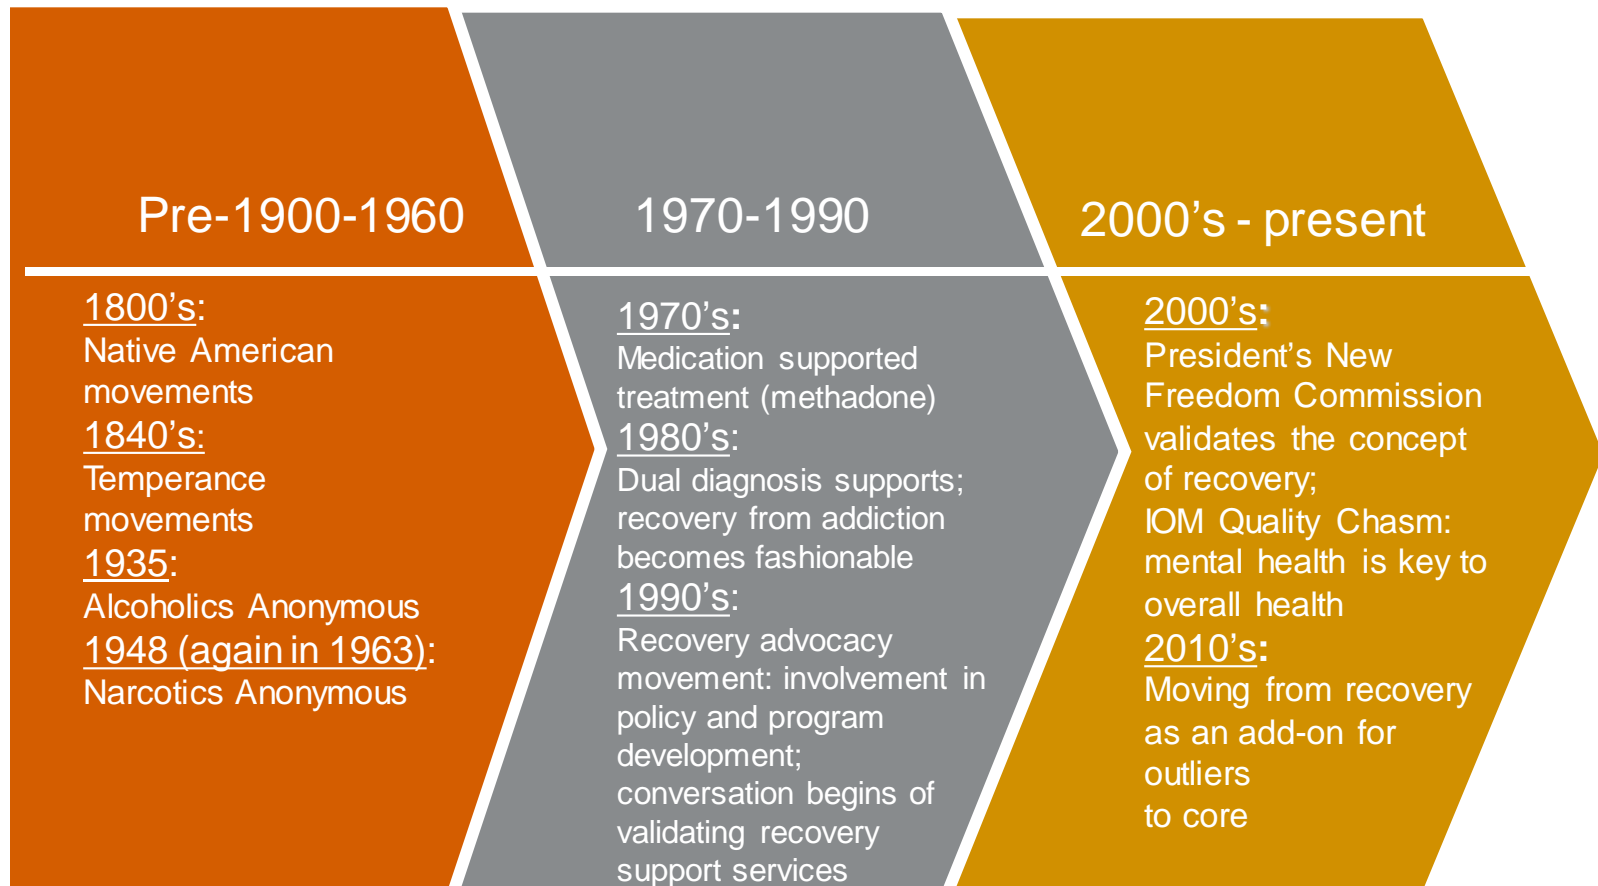 Pre-1900-1960
1800’s:
Native American
movements
1840’s:
Temperance
movements
1935:
Alcoholics Anonymous
1948 (again in 1963):
Narcotics Anonymous
1970-1990
1970’s:
Medication supported
treatment (methadone)
1980’s:
Dual diagnosis supports;
recovery from addiction
becomes fashionable
1990’s:
Recovery advocacy
movement: involvement in
policy and program
development;
conversation begins of
validating recovery
support services
2000’s - present
2000’s:
President’s New
Freedom Commission
validates the concept
of recovery;
IOM Quality Chasm:
mental health is key to
overall health
2010’s:
Moving from recovery
as an add-on for
outliers
to core